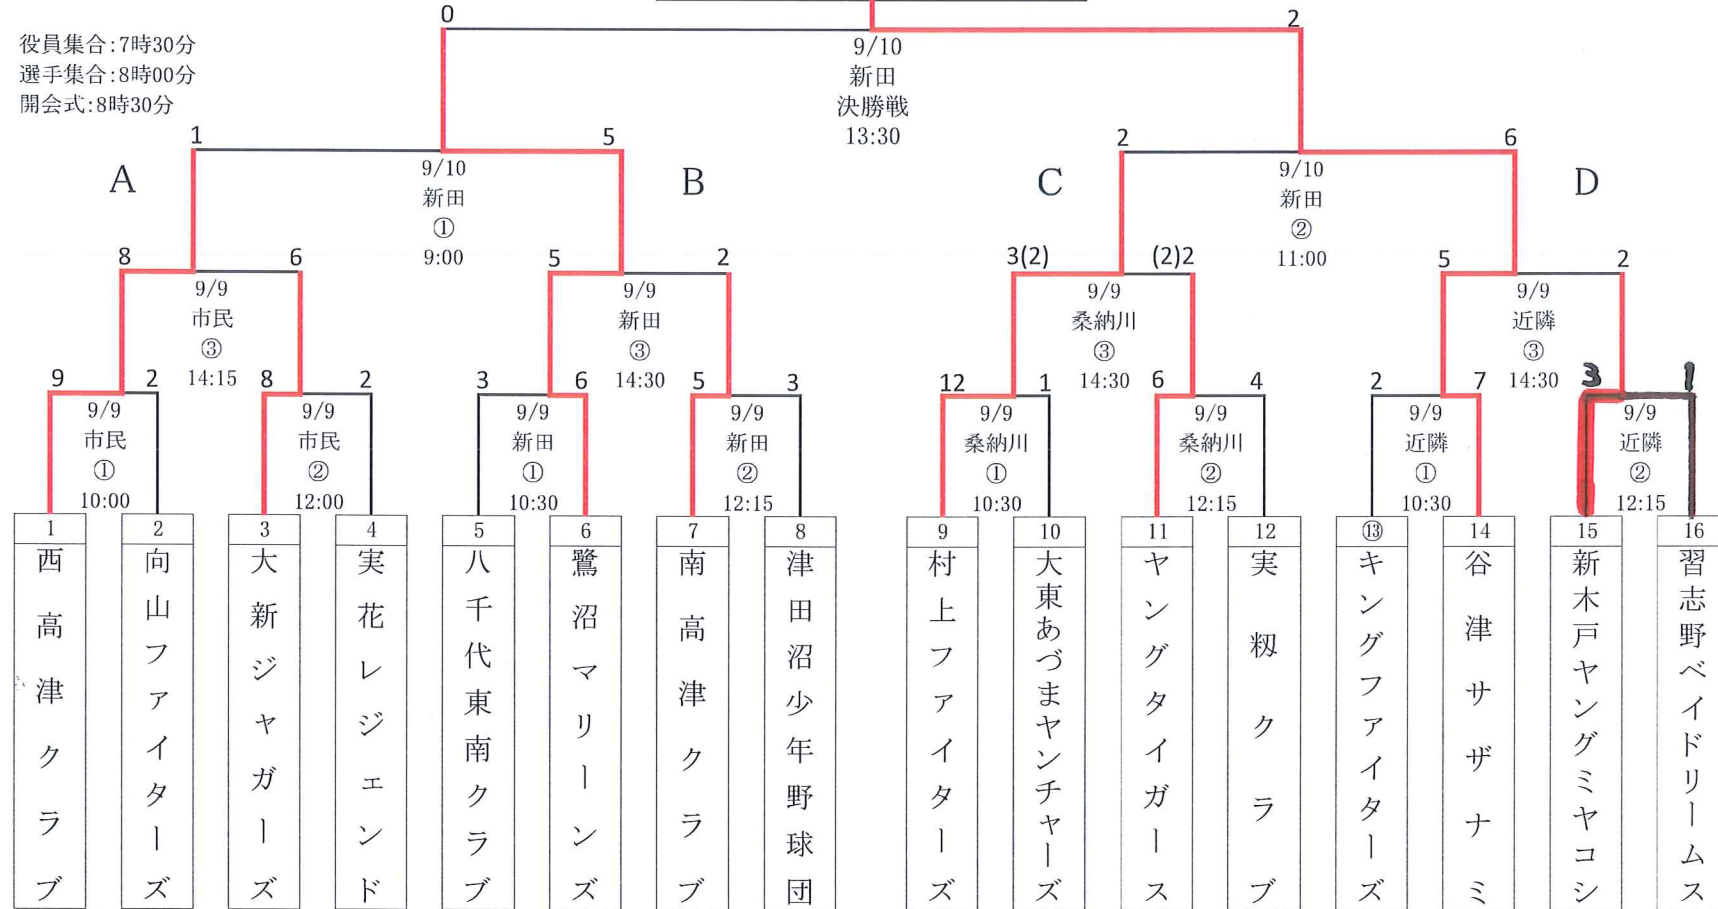 0
2
役員集合:7時30分
選手集合:8時00分
開会式:8時30分
9/10
新田
決勝戦
13:30
1
5
2
6
A
B
C
D
9/10
新田
①
9:00
9/10
新田
②
11:00
8
6
5
2
3(2)
(2)2
5
2
9/9
市民
③
14:15
9/9
新田
③
14:30
9/9
桑納川
③
14:30
9/9
近隣
③
14:30
9
2
8
2
3
6
5
3
12
1
6
4
2
7
3
1
9/9
市民
①
10:00
9/9
市民
②
12:00
9/9
新田
①
10:30
9/9
新田
②
12:15
9/9
桑納川
①
10:30
9/9
桑納川
②
12:15
9/9
近隣
①
10:30
9/9
近隣
②
12:15
1
西高津クラブ
2
向山ファイターズ
3
大新ジャガーズ
4
実花レジェンド
5
八千代東南クラブ
6
鷺沼マリーンズ
7
南高津クラブ
8
津田沼少年野球団
9
村上ファイターズ
10
大東あづまヤンチャーズ
11
ヤングタイガース
12
実籾クラブ
⑬
キングファイターズ
14
谷津サザナミ
15
新木戸ヤングミヤコシ
16
習志野ベイドリームス